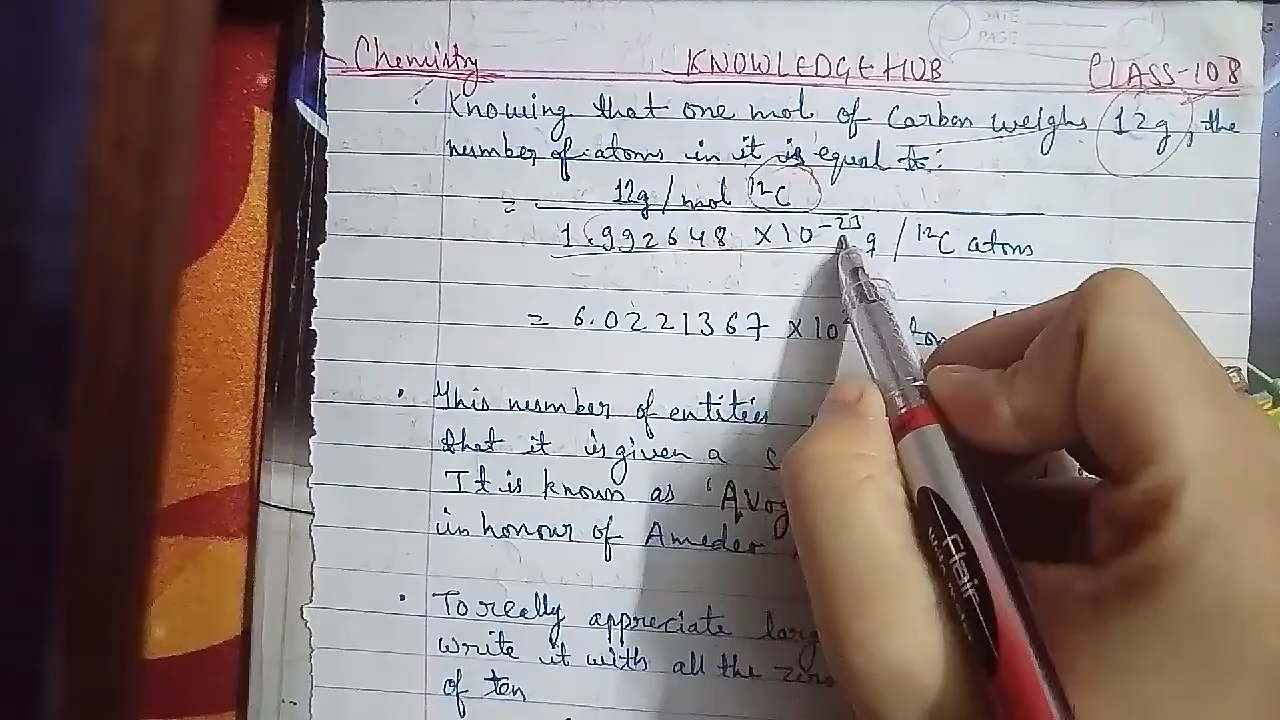 DATE
PAGE
Chemistry KNOWLEDGE HUB CLASS-108
Knowing that one mol of Carbon weighs 12g, the
number of atoms in it is equal to:
= 12g/mol ¹²C
1.992648 ×10⁻²³ g / ¹²C atoms
= 6.0221367 ×10
• This number of entities
that it is given a
It is known as 'Avog
in honour of Amedeo
• To really appreciate larg
write it with all the zero
of ten
Flair